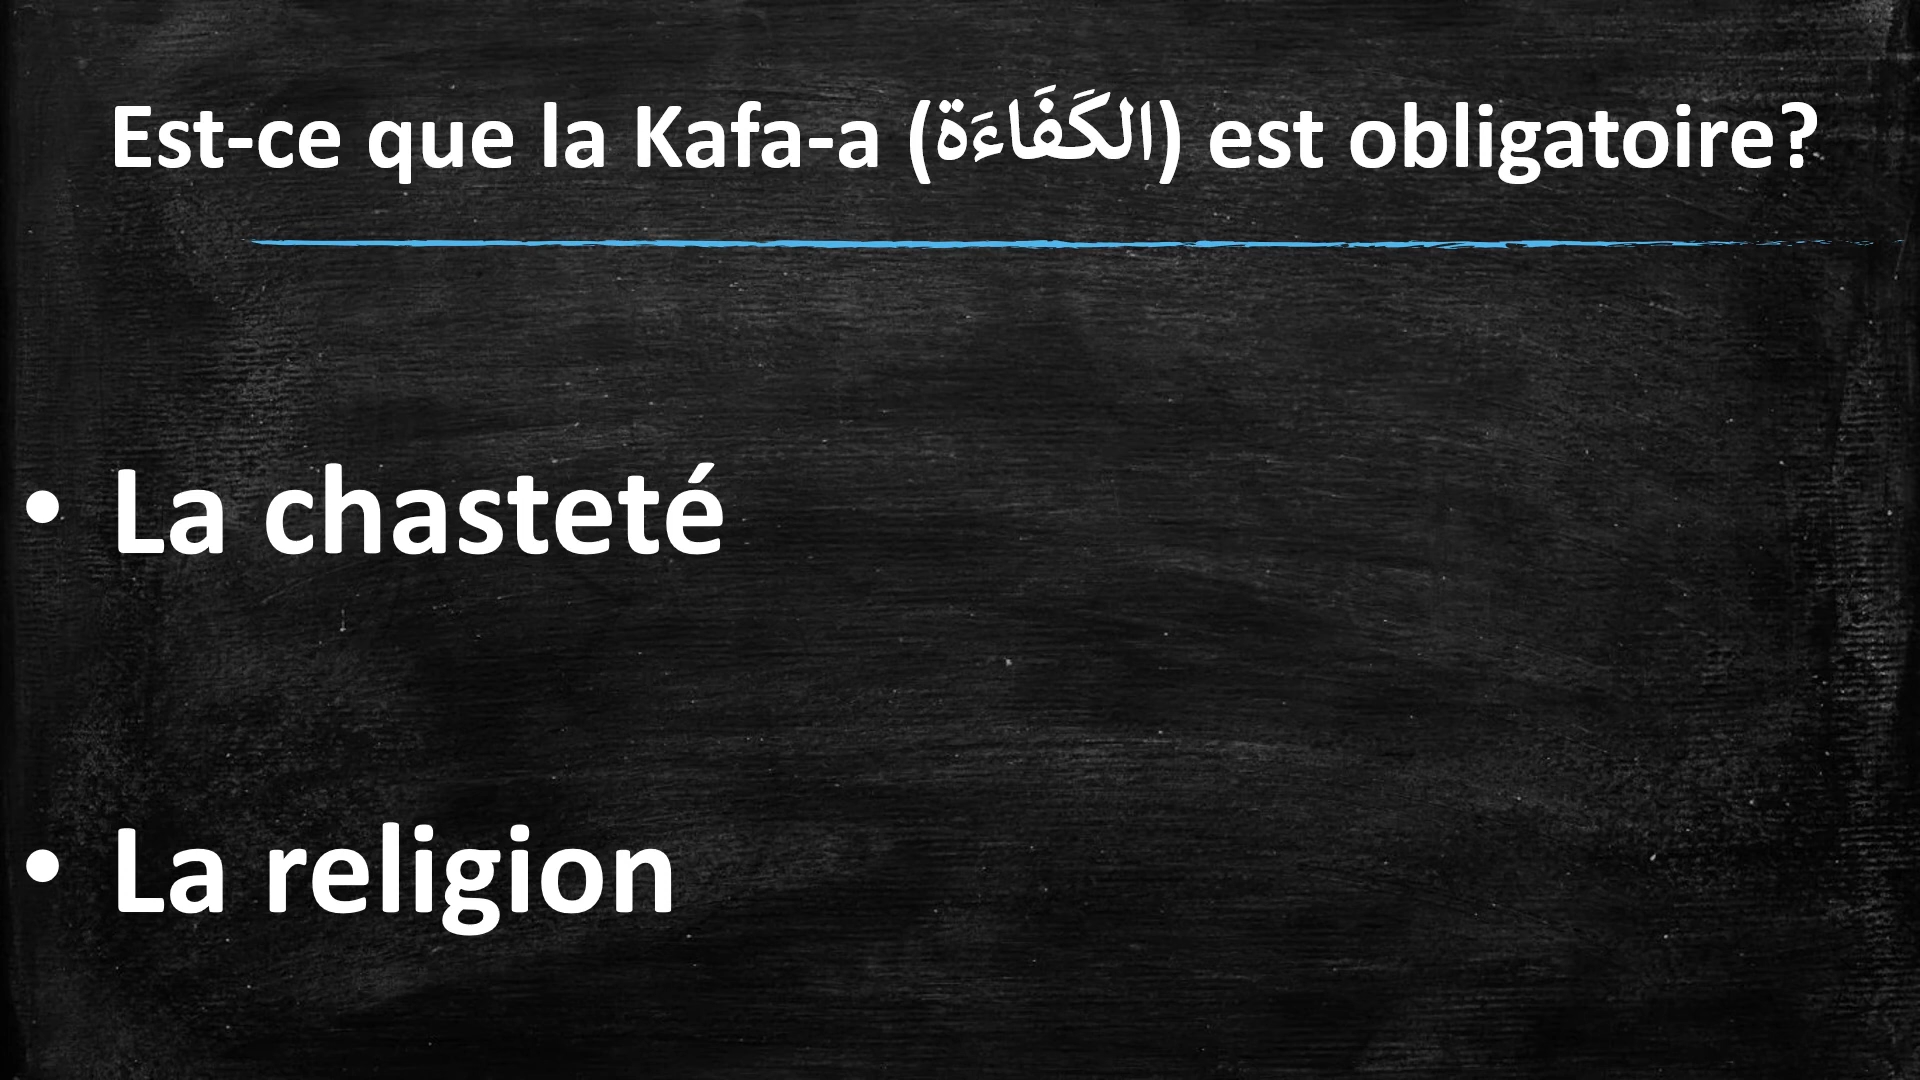 Est-ce que la Kafa-a (الكَفَاءَة) est obligatoire?
• La chasteté
• La religion